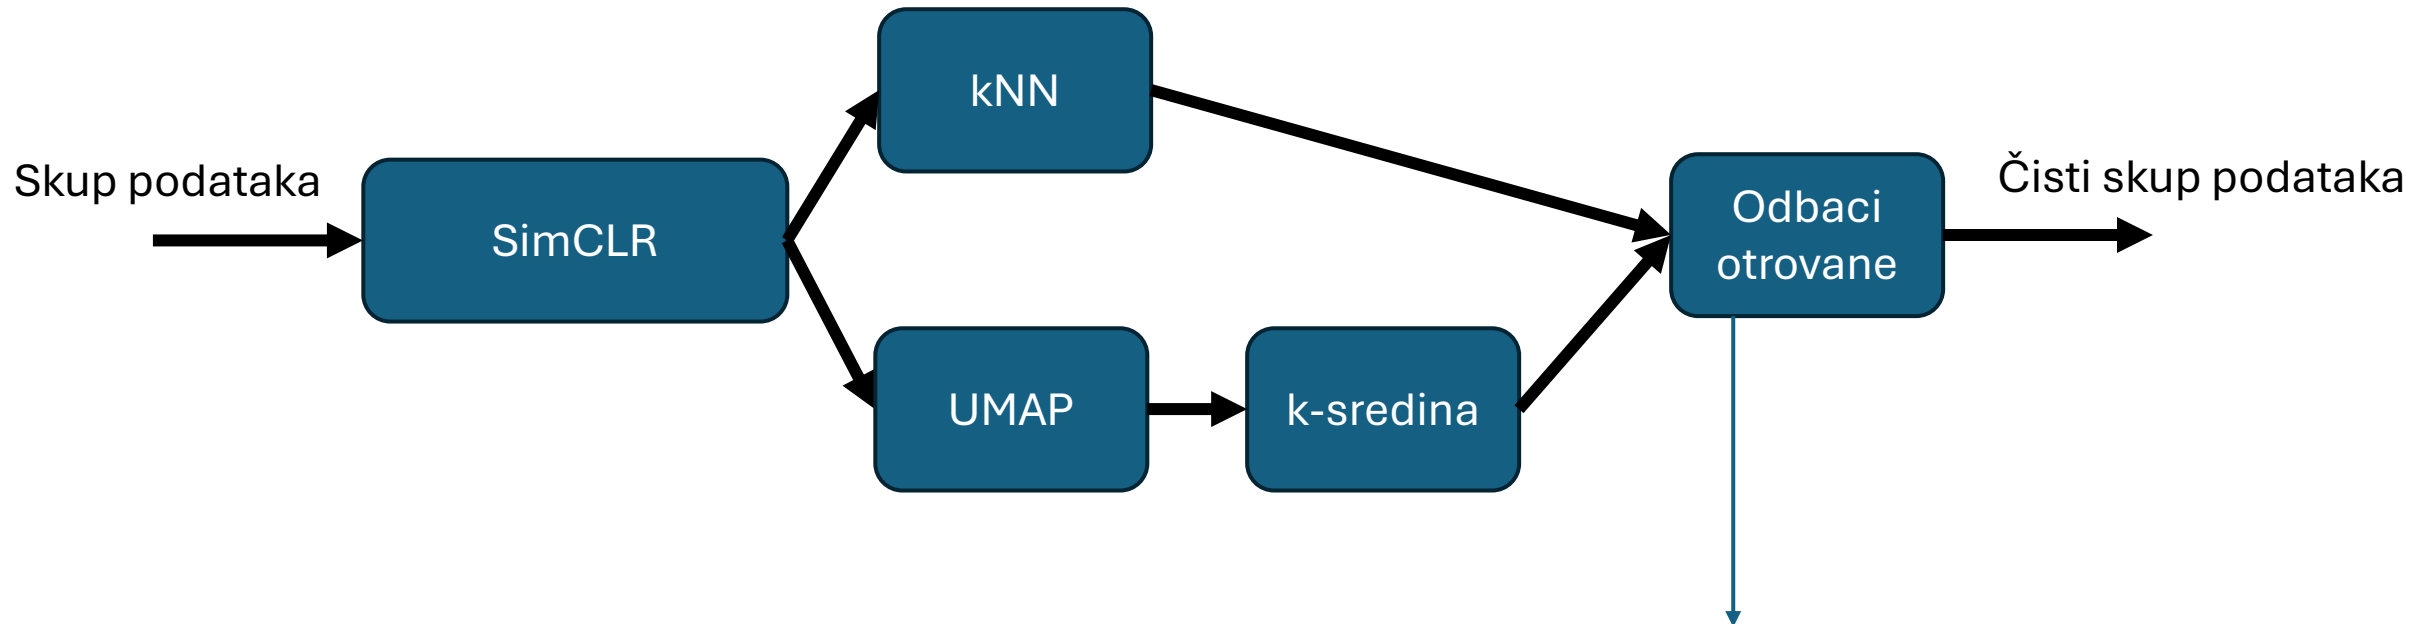 Skup podataka
SimCLR
kNN
UMAP
k-sredina
Odbaci
otrovane
Čisti skup podataka